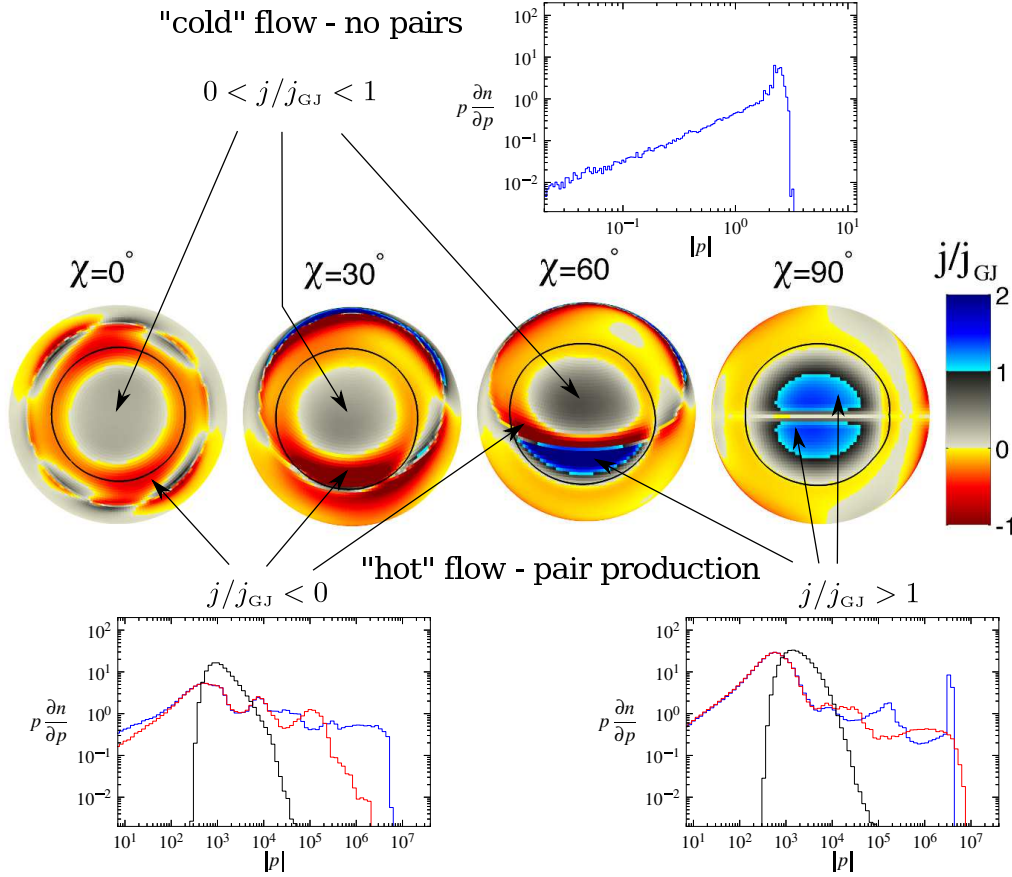 "cold" flow - no pairs
0 < j/j_GJ < 1
10^2
10^1
10^0
10^-1
10^-2
p ∂n/∂p
10^-1 10^0 10^1
|p|
χ=0° χ=30° χ=60° χ=90° j/j_GJ
2
1
0
-1
"hot" flow - pair production
j/j_GJ < 0
j/j_GJ > 1
10^2
10^1
10^0
10^-1
10^-2
p ∂n/∂p
10^1 10^2 10^3 10^4 10^5 10^6 10^7
|p|
10^2
10^1
10^0
10^-1
10^-2
p ∂n/∂p
10^1 10^2 10^3 10^4 10^5 10^6 10^7
|p|